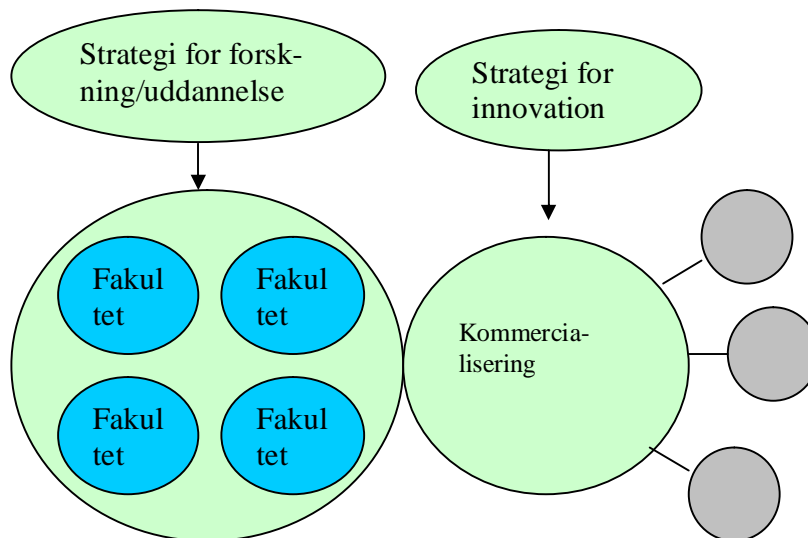 Strategi for forsk-
ning/uddannelse
Strategi for
innovation
Fakul
tet
Fakul
tet
Kommercia-
lisering
Fakul
tet
Fakul
tet